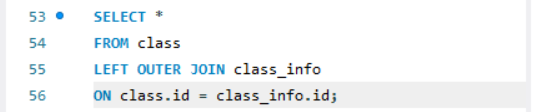 53 SELECT *
54 FROM class
55 LEFT OUTER JOIN class_info
56 ON class.id = class_info.id;